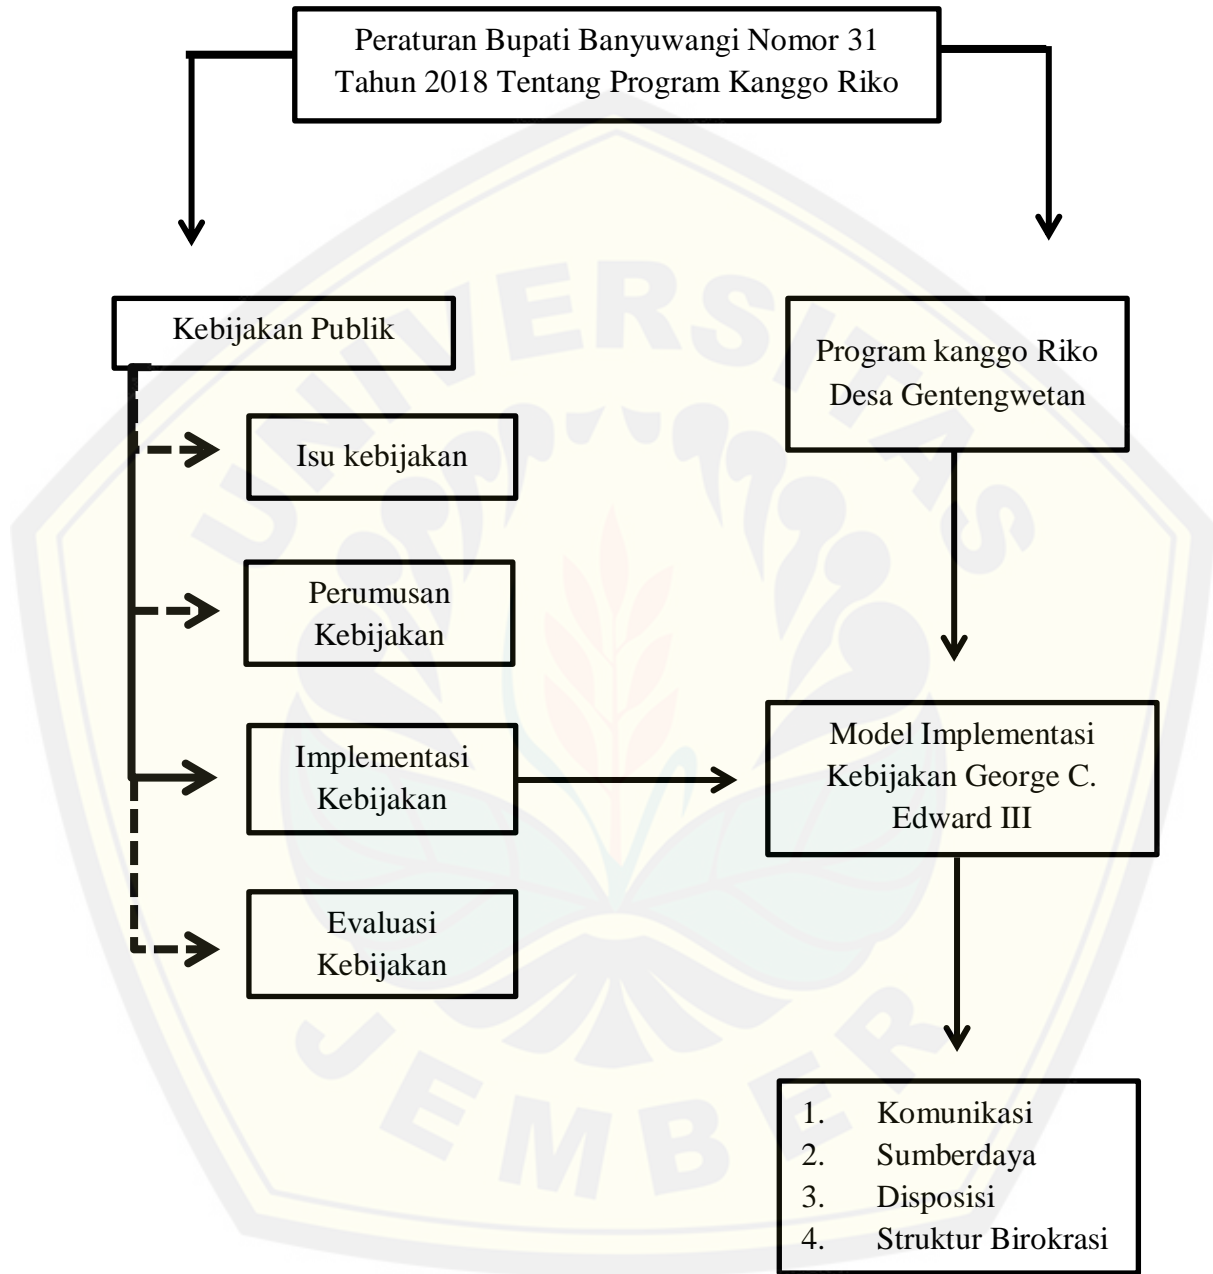 Peraturan Bupati Banyuwangi Nomor 31
Tahun 2018 Tentang Program Kanggo Riko
Kebijakan Publik
Program kanggo Riko
Desa Gentengwetan
Isu kebijakan
Perumusan
Kebijakan
Implementasi
Kebijakan
Model Implementasi
Kebijakan George C.
Edward III
Evaluasi
Kebijakan
1. Komunikasi
2. Sumberdaya
3. Disposisi
4. Struktur Birokrasi
UNIVERSITAS
JEMBER